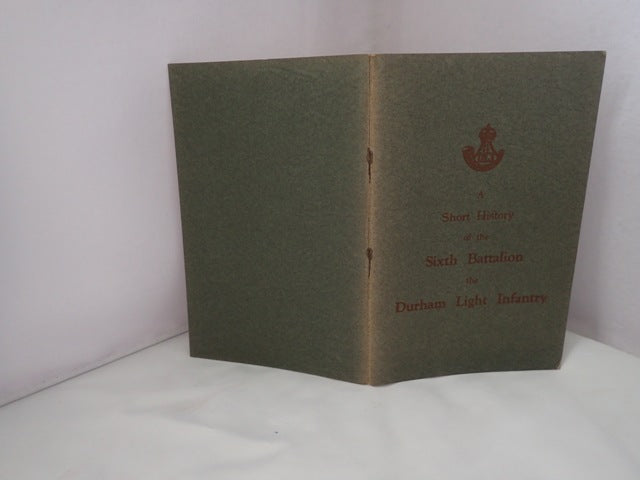 A
Short History
of the
Sixth Battalion
the
Durham Light Infantry